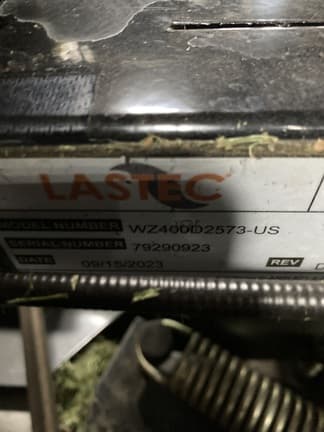 LASTEC
MODEL NUMBER WZ400D2573-US
SERIAL NUMBER 79290923
DATE 09/15/2023 REV